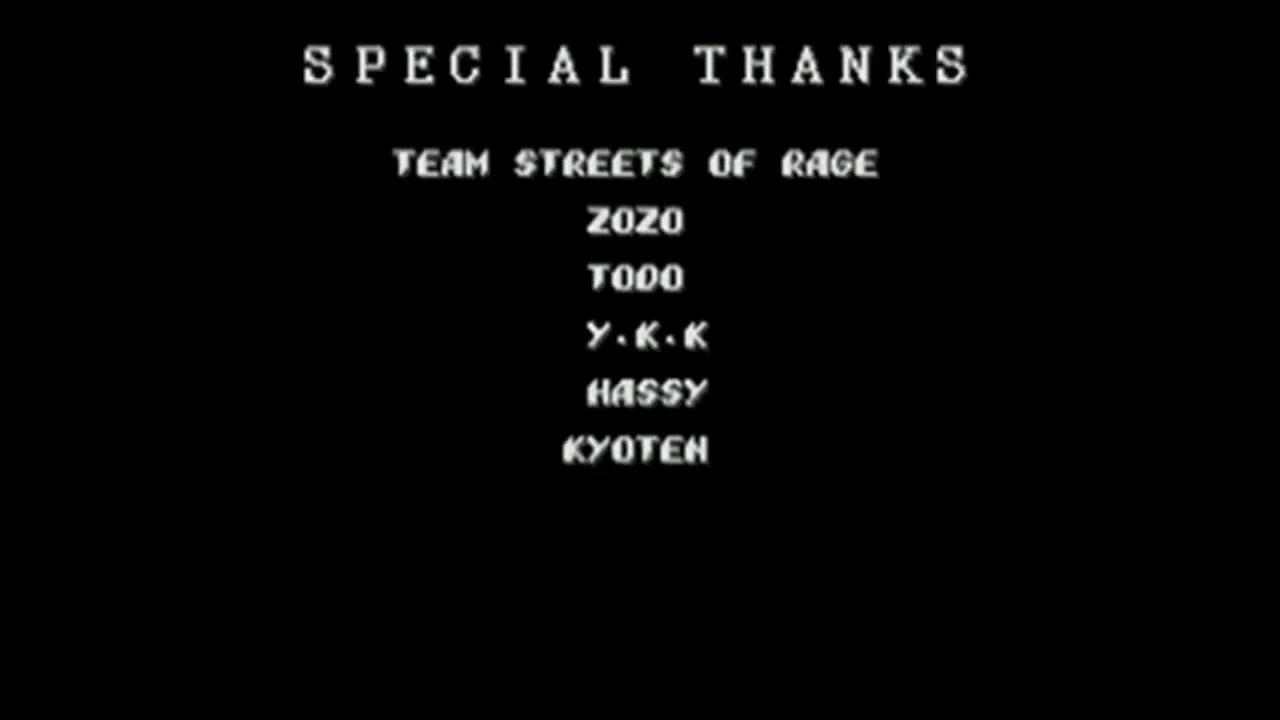 SPECIAL THANKS
TEAM STREETS OF RAGE
ZOZO
TODO
Y.K.K
HASSY
KYOTEN